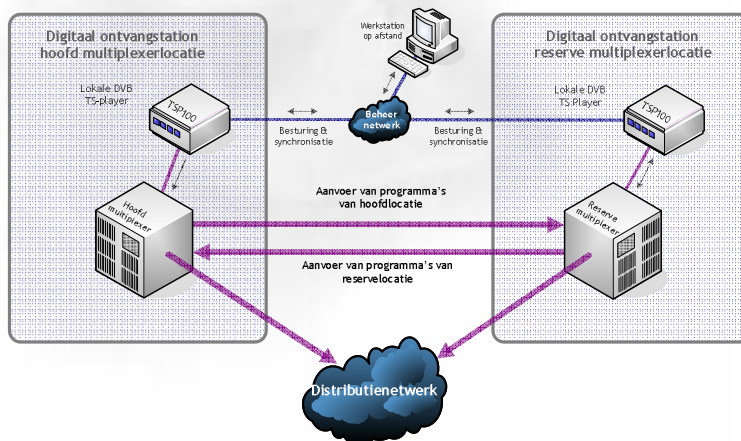 Digitaal ontvangstation
hoofd multiplexerlocatie
Werkstation
op afstand
Digitaal ontvangstation
reserve multiplexerlocatie
Lokale DVB
TS-player
TSP100
Besturing &
synchronisatie
Beheer
netwerk
Besturing &
synchronisatie
Lokale DVB
TS Player
TSP100
Hoofd
multiplexer
Aanvoer van programma's
van hoofdlocatie
Reserve
multiplexer
Aanvoer van programma's van
reservelocatie
Distributienetwerk